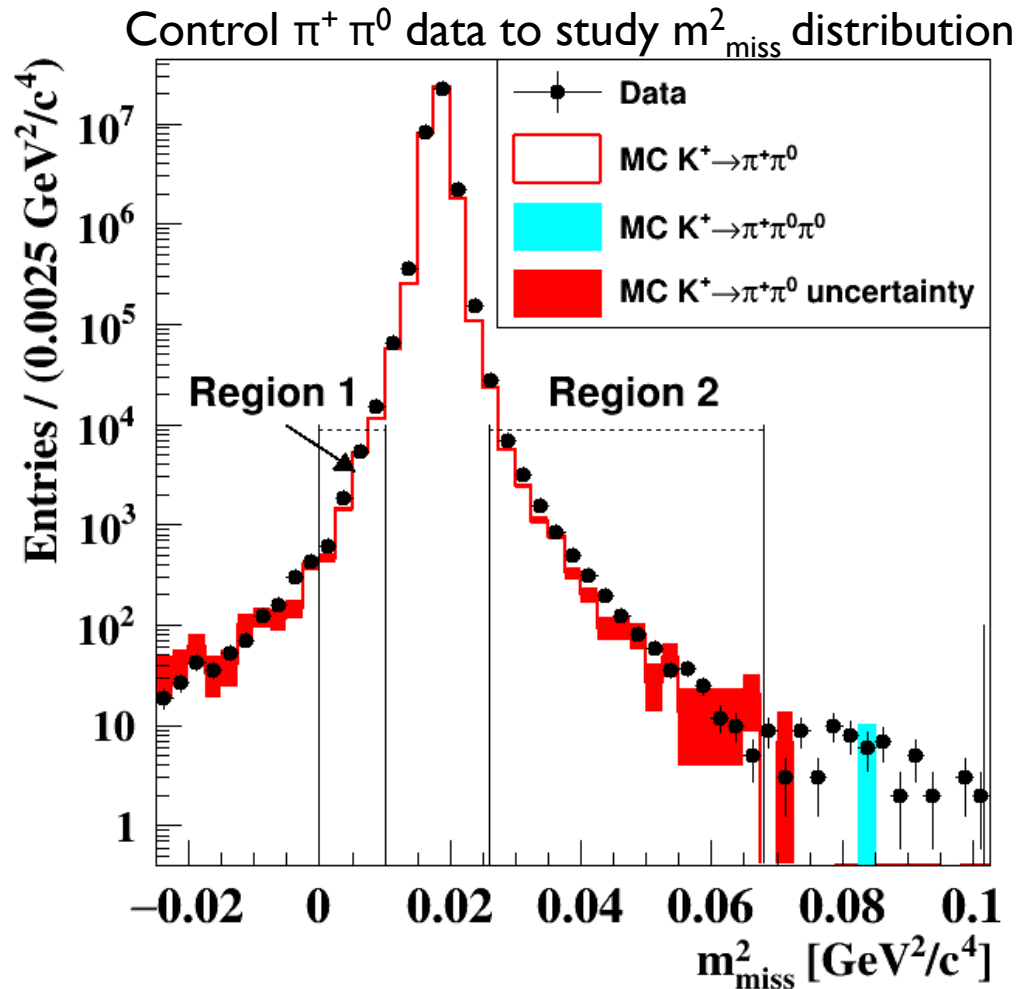 Control π⁺ π⁰ data to study m²miss distribution
Entries / (0.0025 GeV²/c⁴)
10⁷
10⁶
10⁵
10⁴
10³
10²
10
1
Data
MC K⁺→π⁺π⁰
MC K⁺→π⁺π⁰π⁰
MC K⁺→π⁺π⁰ uncertainty
Region 1
Region 2
−0.02 0 0.02 0.04 0.06 0.08 0.1
m²miss [GeV²/c⁴]